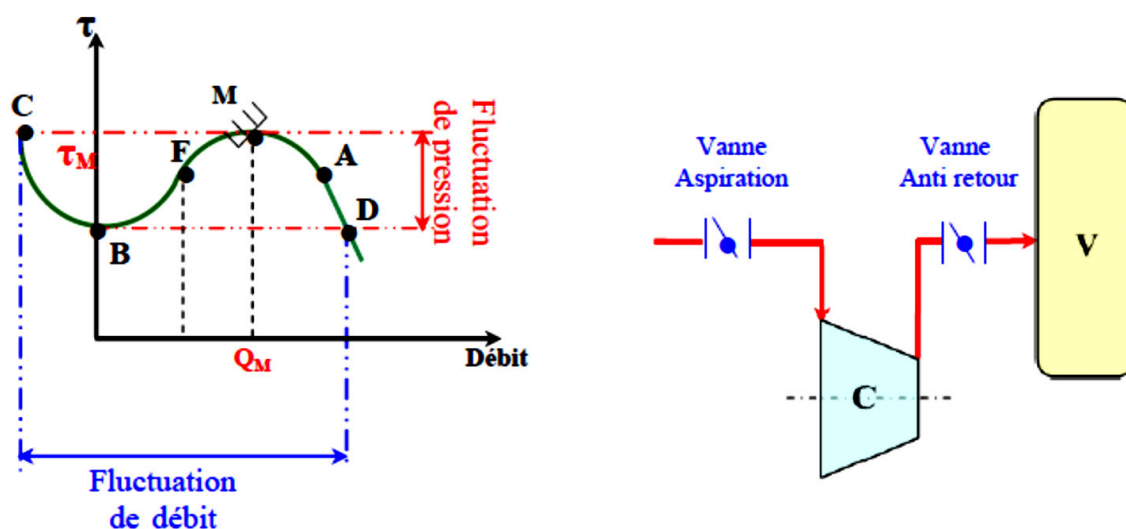 τ
C
M
τM
F
A
B
D
Fluctuation
de pression
QM
Débit
Fluctuation
de débit
Vanne
Aspiration
Vanne
Anti retour
C
V